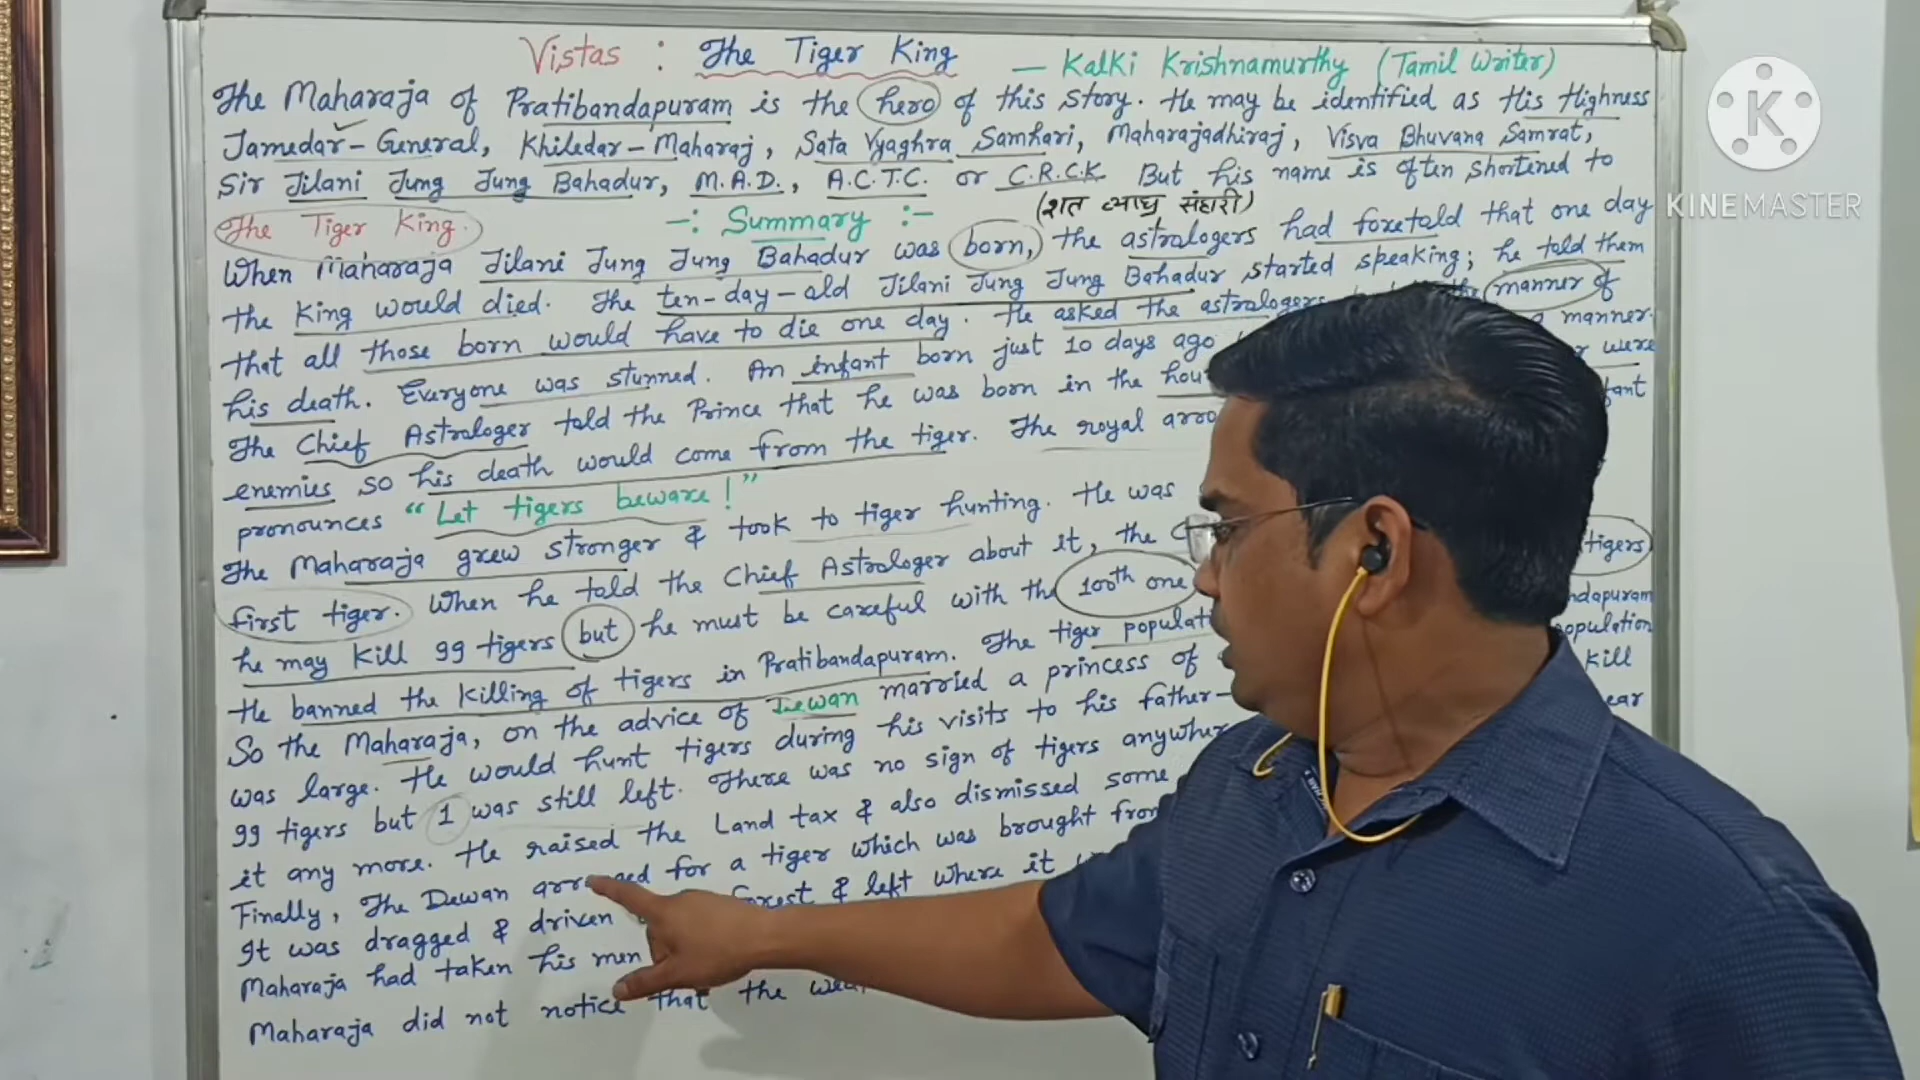 Vistas : The Tiger King — Kalki Krishnamurthy (Tamil Writer)
The Maharaja of Pratibandapuram is the hero of this story. He may be identified as His Highness
Jamedar-General, Khiledar-Maharaj, Sata Vyaghra Samhari, Maharajadhiraj, Visva Bhuvana Samrat,
Sir Jilani Jung Jung Bahadur, M.A.D., A.C.T.C. or C.R.C.K. But his name is often shortened to
The Tiger King.
(शत व्याघ्र संहारी)
-: Summary :-
When Maharaja Jilani Jung Jung Bahadur was born, the astrologers had foretold that one day
the King would died. The ten-day-old Jilani Jung Jung Bahadur started speaking; he told them
that all those born would have to die one day. He asked the astrologers manner of
his death. Everyone was stunned. An infant born just 10 days ago manner.
The Chief Astrologer told the Prince that he was born in the were
enemies so his death would come from the tiger. The royal
pronounces "Let tigers beware!"
The Maharaja grew stronger & took to tiger hunting. He was
first tiger. When he told the Chief Astrologer about it, the tigers
he may kill 99 tigers but he must be careful with the 100th one
He banned the killing of tigers in Pratibandapuram. The tiger
So the Maharaja, on the advice of Dewan married a princess of kill
was large. He would hunt tigers during his visits to his father-
99 tigers but 1 was still left. There was no sign of tigers
it any more. He raised the Land tax & also dismissed some
Finally, The Dewan arranged for a tiger which was brought from
It was dragged & driven forest & left where it
Maharaja had taken his men
Maharaja did not notice that the
K
KINEMASTER